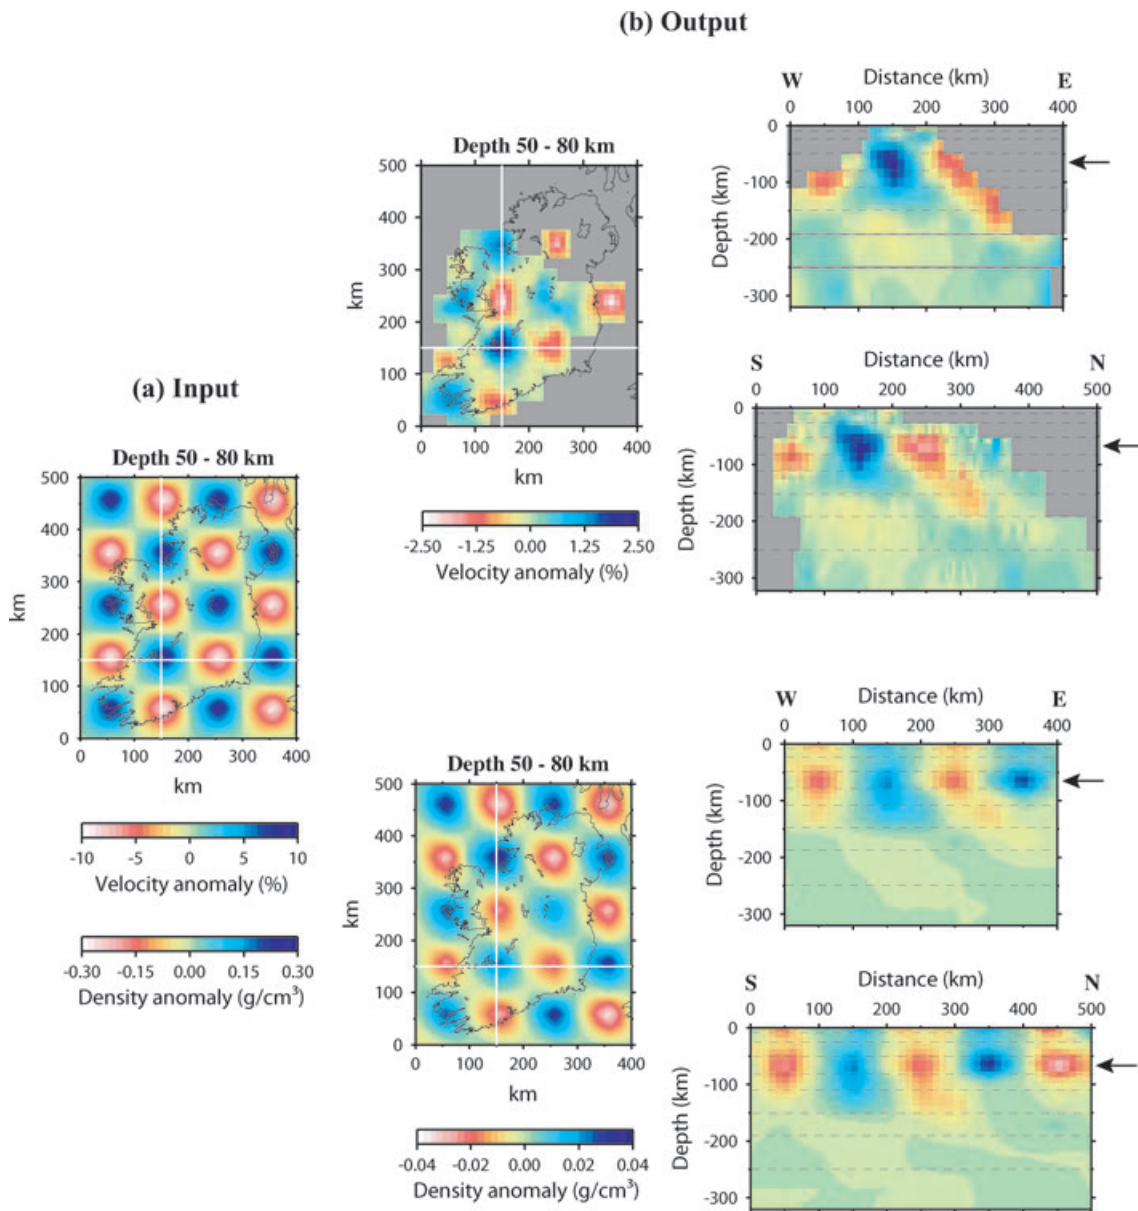 (b) Output
W Distance (km) E
0 100 200 300 400
0
-100
-200
-300
Depth (km)
Depth 50 - 80 km
500
400
300
200
100
0
km
0 100 200 300 400
km
-2.50 -1.25 0.00 1.25 2.50
Velocity anomaly (%)
S Distance (km) N
0 100 200 300 400 500
0
-100
-200
-300
Depth (km)
(a) Input
Depth 50 - 80 km
500
400
300
200
100
0
km
0 100 200 300 400
km
-10 -5 0 5 10
Velocity anomaly (%)
-0.30 -0.15 0.00 0.15 0.30
Density anomaly (g/cm³)
W Distance (km) E
0 100 200 300 400
0
-100
-200
-300
Depth (km)
Depth 50 - 80 km
500
400
300
200
100
0
km
0 100 200 300 400
km
-0.04 -0.02 0.00 0.02 0.04
Density anomaly (g/cm³)
S Distance (km) N
0 100 200 300 400 500
0
-100
-200
-300
Depth (km)